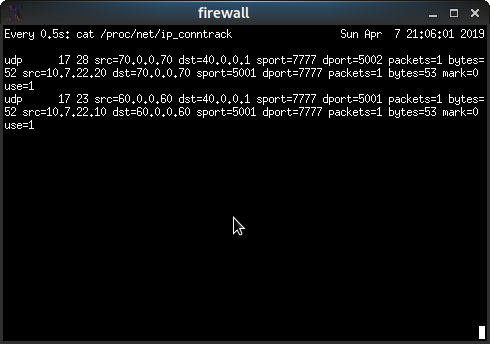 firewall
Every 0.5s: cat /proc/net/ip_conntrack Sun Apr 7 21:06:01 2019
udp 17 28 src=70.0.0.70 dst=40.0.0.1 sport=7777 dport=5002 packets=1 bytes=
52 src=10.7.22.20 dst=70.0.0.70 sport=5001 dport=7777 packets=1 bytes=53 mark=0
use=1
udp 17 23 src=60.0.0.60 dst=40.0.0.1 sport=7777 dport=5001 packets=1 bytes=
52 src=10.7.22.10 dst=60.0.0.60 sport=5001 dport=7777 packets=1 bytes=53 mark=0
use=1